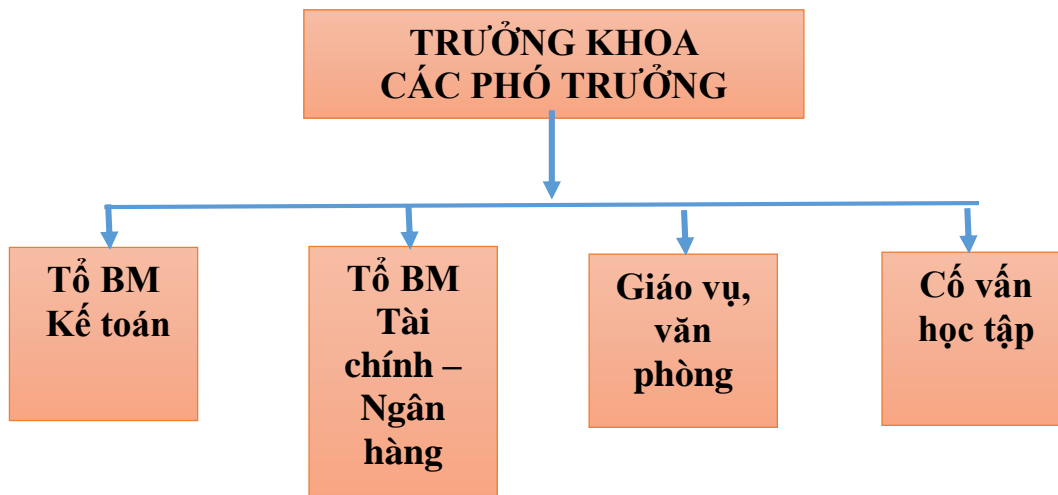 TRƯỞNG KHOA
CÁC PHÓ TRƯỞNG
Tổ BM
Kế toán
Tổ BM
Tài
chính –
Ngân
hàng
Giáo vụ,
văn
phòng
Cố vấn
học tập